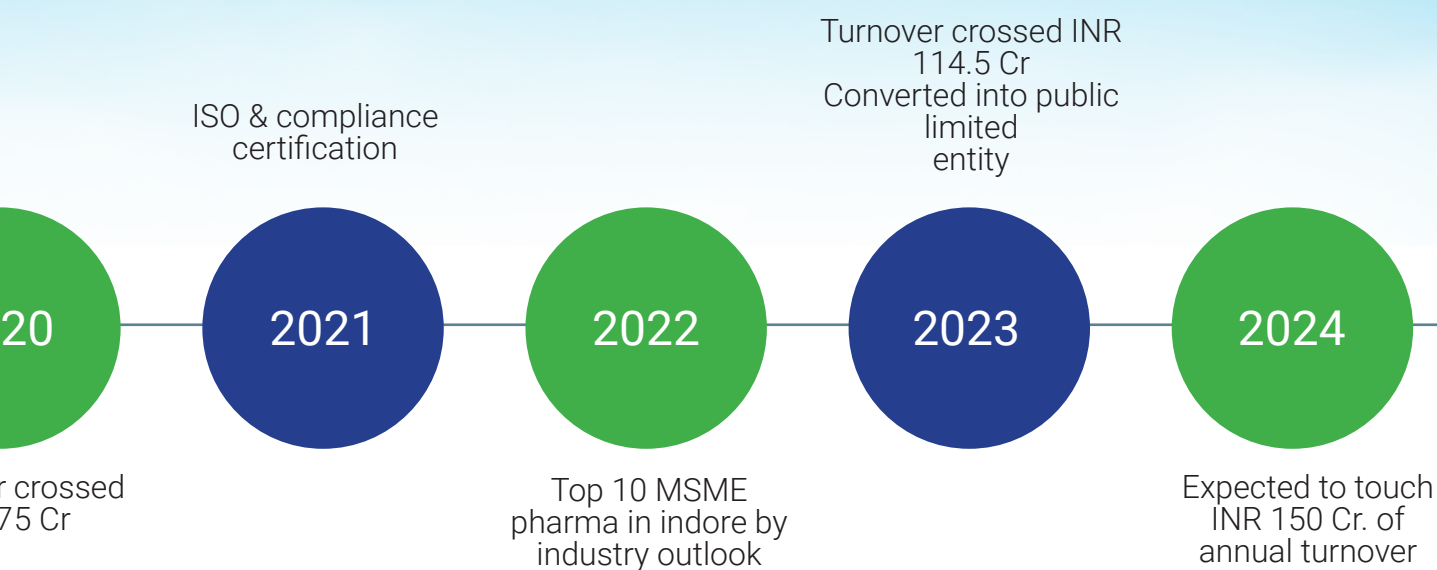 Turnover crossed INR
114.5 Cr
Converted into public
limited
entity
ISO & compliance
certification
20
2021
2022
2023
2024
r crossed
75 Cr
Top 10 MSME
pharma in indore by
industry outlook
Expected to touch
INR 150 Cr. of
annual turnover